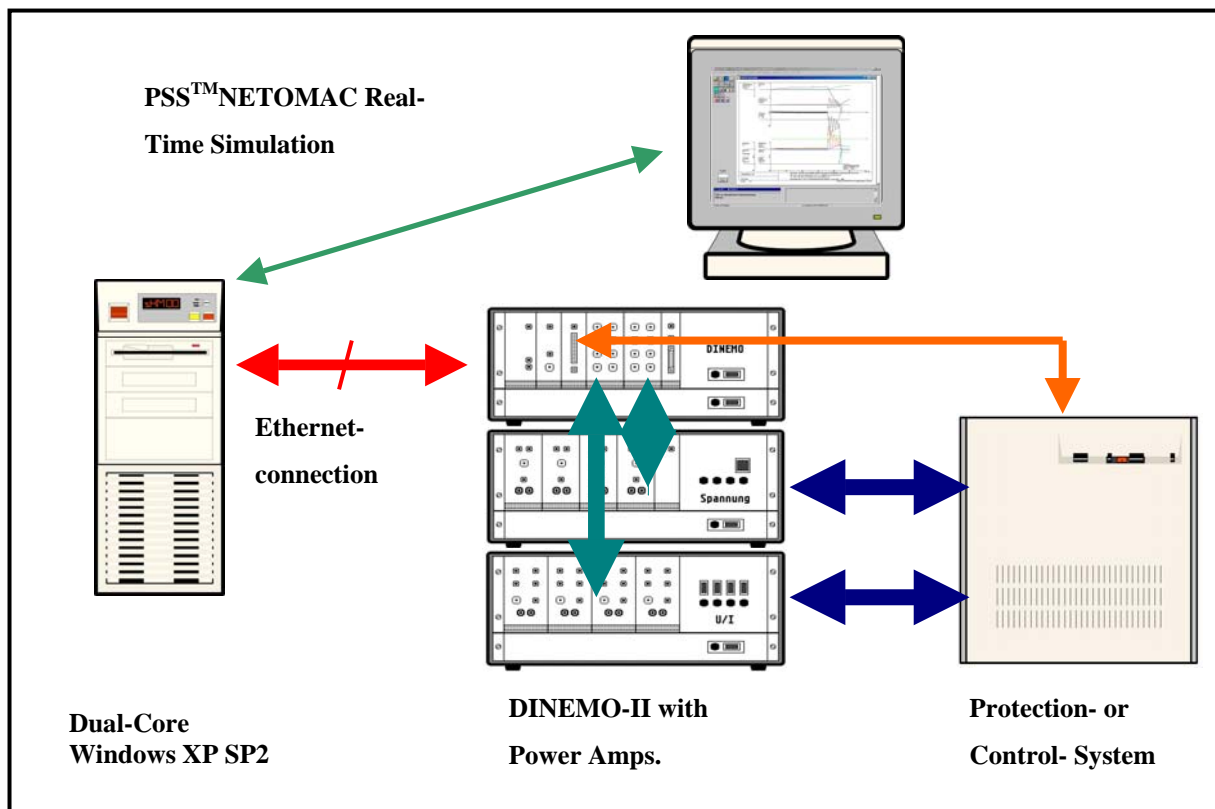 PSS™NETOMAC Real-
Time Simulation
DINEMO
Ethernet-
connection
Spannung
U/I
Dual-Core
Windows XP SP2
DINEMO-II with
Power Amps.
Protection- or
Control- System